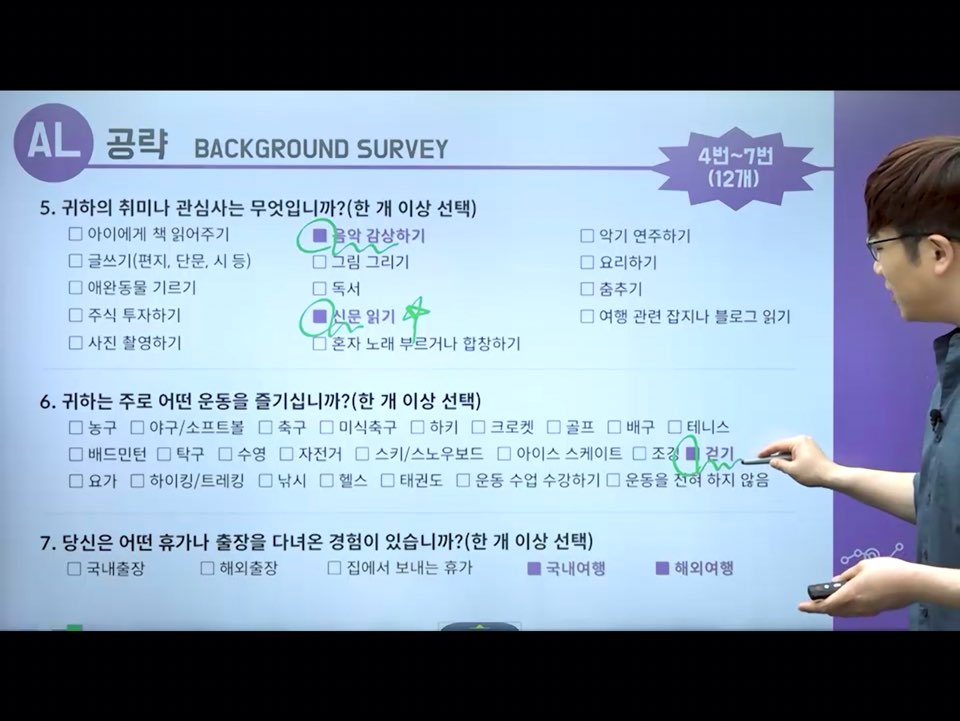 AL 공략 BACKGROUND SURVEY
4번~7번
(12개)
5. 귀하의 취미나 관심사는 무엇입니까?(한 개 이상 선택)
□ 아이에게 책 읽어주기 ■ 음악 감상하기 □ 악기 연주하기
□ 글쓰기(편지, 단문, 시 등) □ 그림 그리기 □ 요리하기
□ 애완동물 기르기 □ 독서 □ 춤추기
□ 주식 투자하기 ■ 신문 읽기 □ 여행 관련 잡지나 블로그 읽기
□ 사진 촬영하기 □ 혼자 노래 부르거나 합창하기
6. 귀하는 주로 어떤 운동을 즐기십니까?(한 개 이상 선택)
□ 농구 □ 야구/소프트볼 □ 축구 □ 미식축구 □ 하키 □ 크로켓 □ 골프 □ 배구 □ 테니스
□ 배드민턴 □ 탁구 □ 수영 □ 자전거 □ 스키/스노우보드 □ 아이스 스케이트 □ 조깅 ■ 걷기
□ 요가 □ 하이킹/트레킹 □ 낚시 □ 헬스 □ 태권도 □ 운동 수업 수강하기 □ 운동을 전혀 하지 않음
7. 당신은 어떤 휴가나 출장을 다녀온 경험이 있습니까?(한 개 이상 선택)
□ 국내출장 □ 해외출장 □ 집에서 보내는 휴가 ■ 국내여행 ■ 해외여행